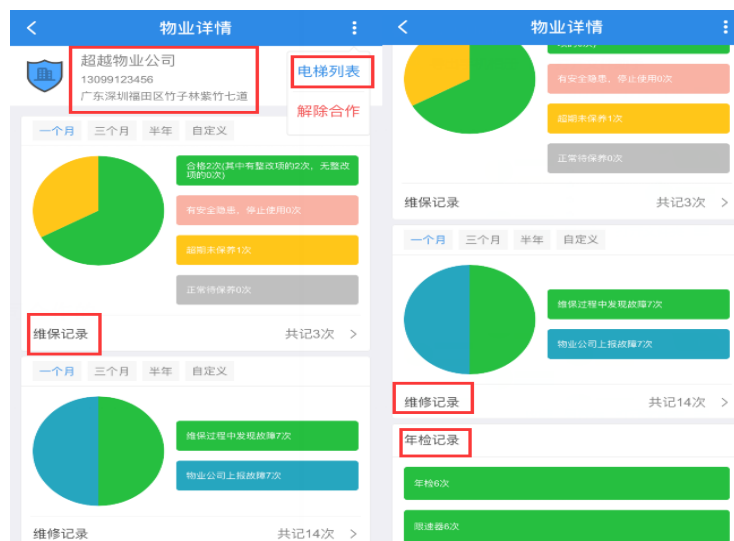 物业详情
超越物业公司
13099123456
广东深圳福田区竹子林紫竹七道
电梯列表
解除合作
一个月 三个月 半年 自定义
合格2次(其中有整改项的2次，无整改
项的0次)
有安全隐患，停止使用0次
超期未保养1次
正常待保养0次
维保记录 共记3次 >
一个月 三个月 半年 自定义
维保过程中发现故障7次
物业公司上报故障7次
维修记录 共记14次 >
物业详情
有安全隐患，停止使用0次
超期未保养1次
正常待保养0次
维保记录 共记3次 >
一个月 三个月 半年 自定义
维保过程中发现故障7次
物业公司上报故障7次
维修记录 共记14次 >
年检记录
年检6次
限速器6次